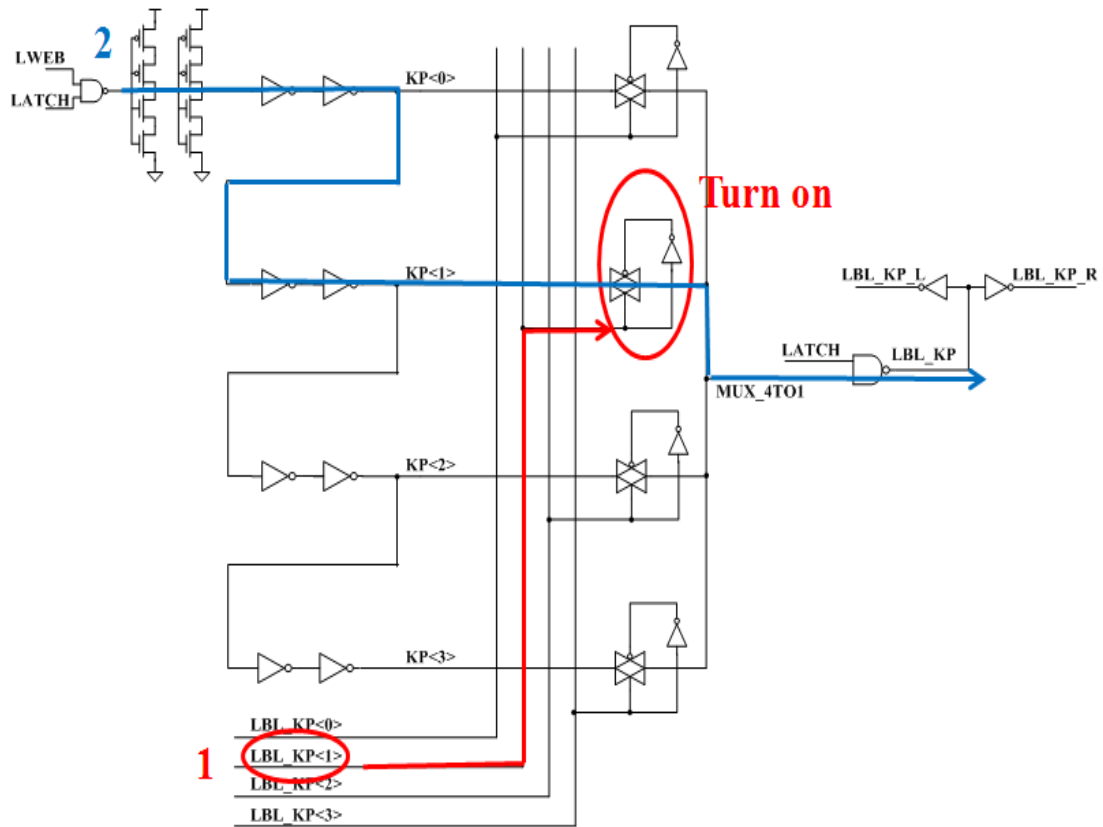 2
LWEB
LATCH
KP<0>
Turn on
KP<1>
LBL_KP_L
LBL_KP_R
LATCH
LBL_KP
MUX_4TO1
KP<2>
KP<3>
LBL_KP<0>
1
LBL_KP<1>
LBL_KP<2>
LBL_KP<3>